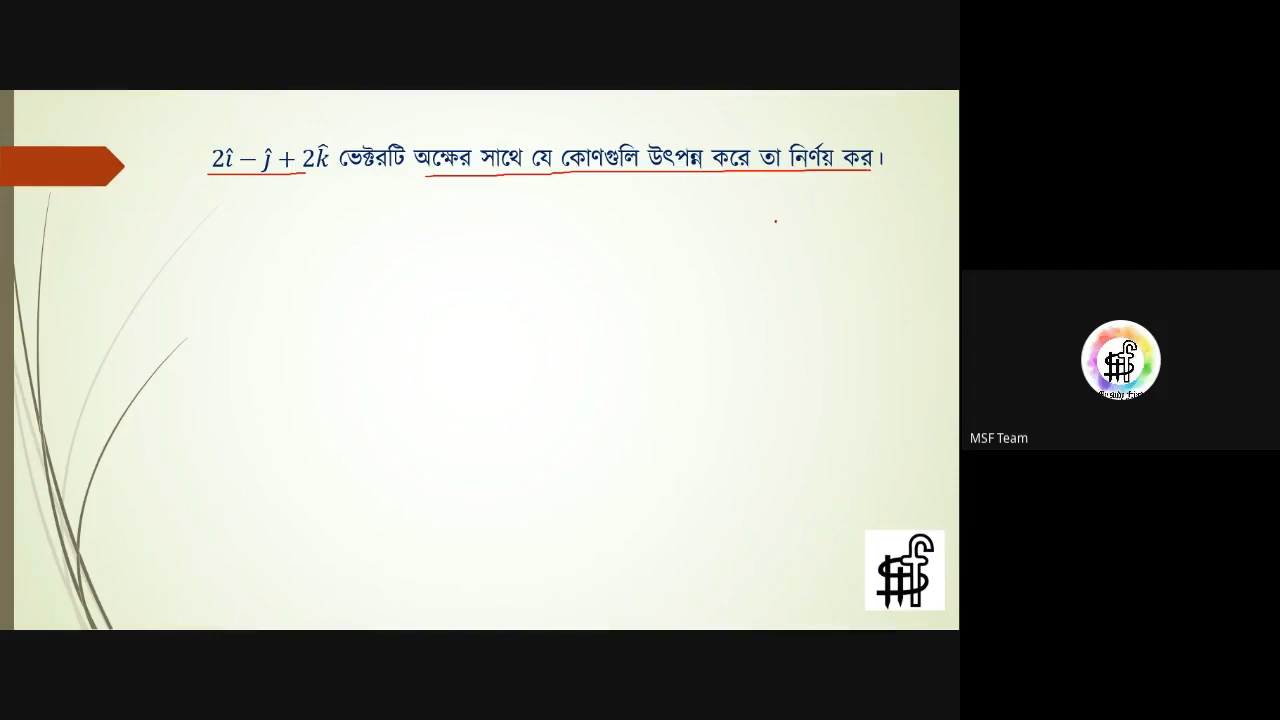 2î − ĵ + 2k̂ ভেক্টরটি অক্ষের সাথে যে কোণগুলি উৎপন্ন করে তা নির্ণয় কর।
MSF Team